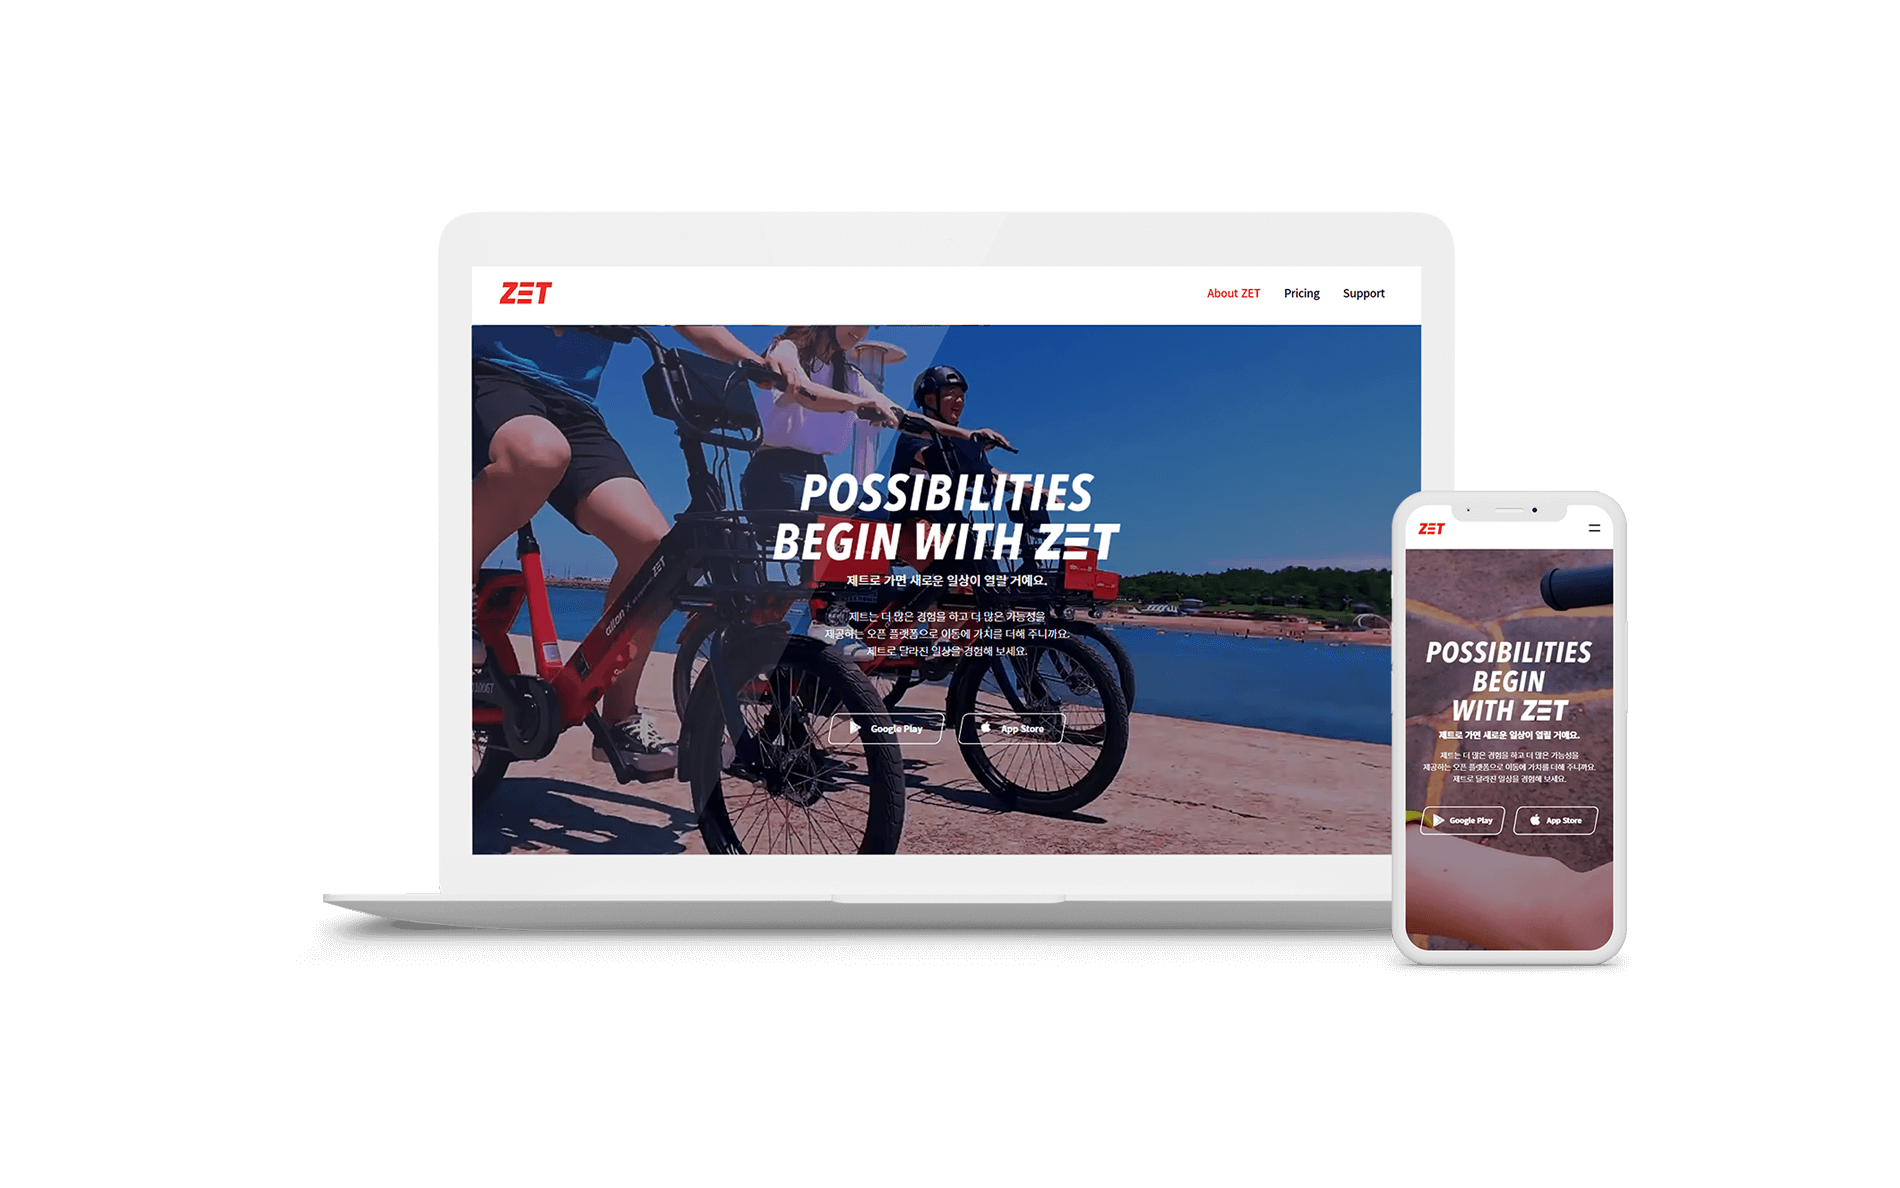 ZET
About ZET Pricing Support
POSSIBILITIES
BEGIN WITH ZET
제트로 가면 새로운 일상이 열릴 거예요.
제트는 더 많은 경험을 하고 더 많은 가능성을
제공하는 오픈 플랫폼으로 이동에 가치를 더해 주니까요.
제트로 달라진 일상을 경험해 보세요.
Google Play
App Store
ZET
alton
ZET
POSSIBILITIES
BEGIN
WITH ZET
제트로 가면 새로운 일상이 열릴 거예요.
제트는 더 많은 경험을 하고 더 많은 가능성을
제공하는 오픈 플랫폼으로 이동에 가치를 더해 주니까요.
제트로 달라진 일상을 경험해 보세요.
Google Play
App Store